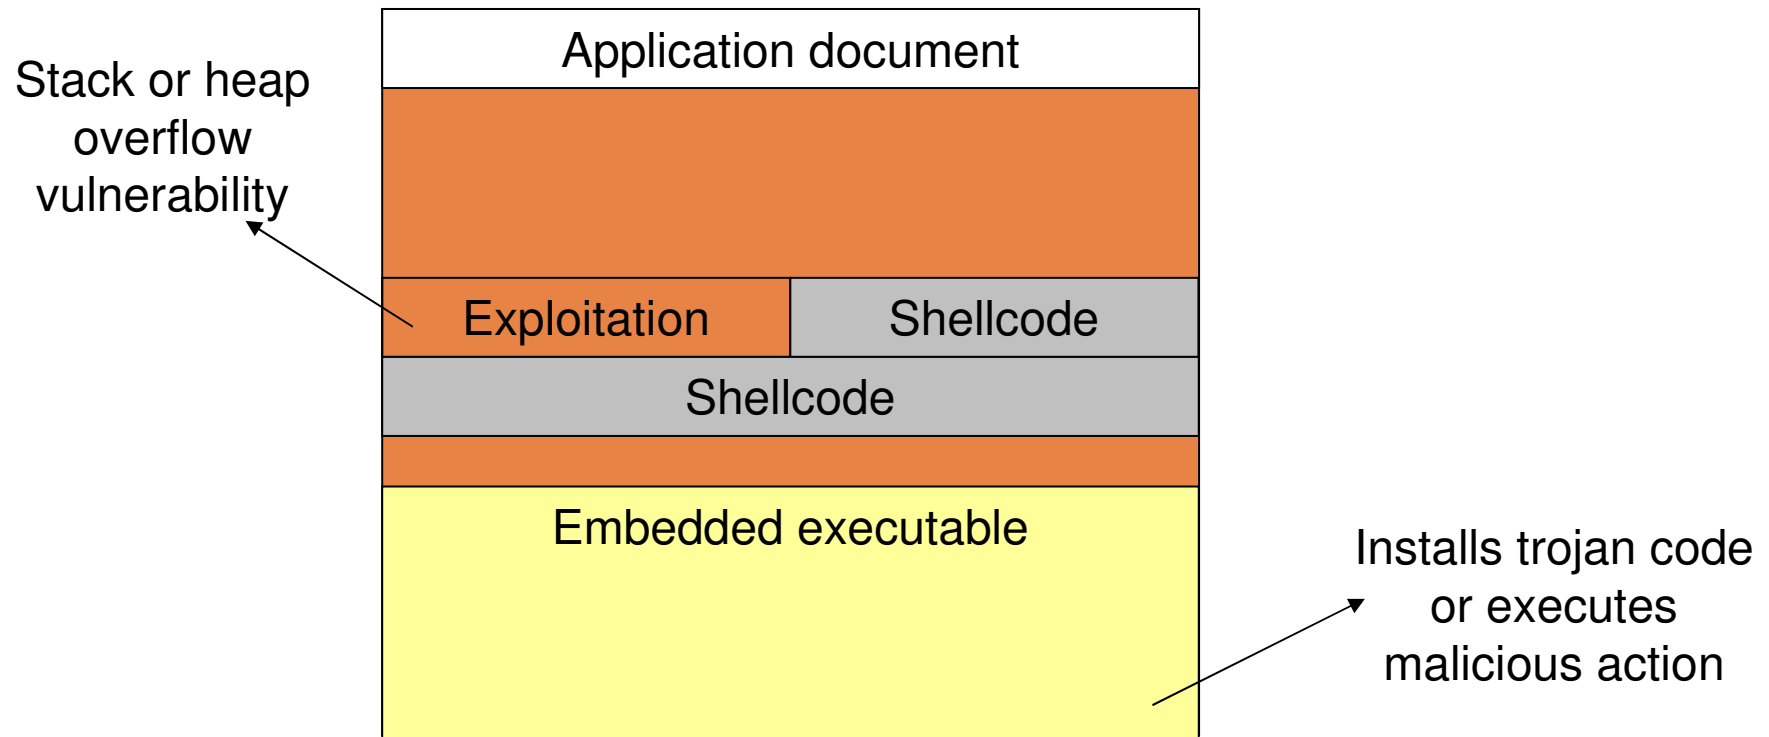 Application document
Stack or heap
overflow
vulnerability
Exploitation
Shellcode
Shellcode
Embedded executable
Installs trojan code
or executes
malicious action